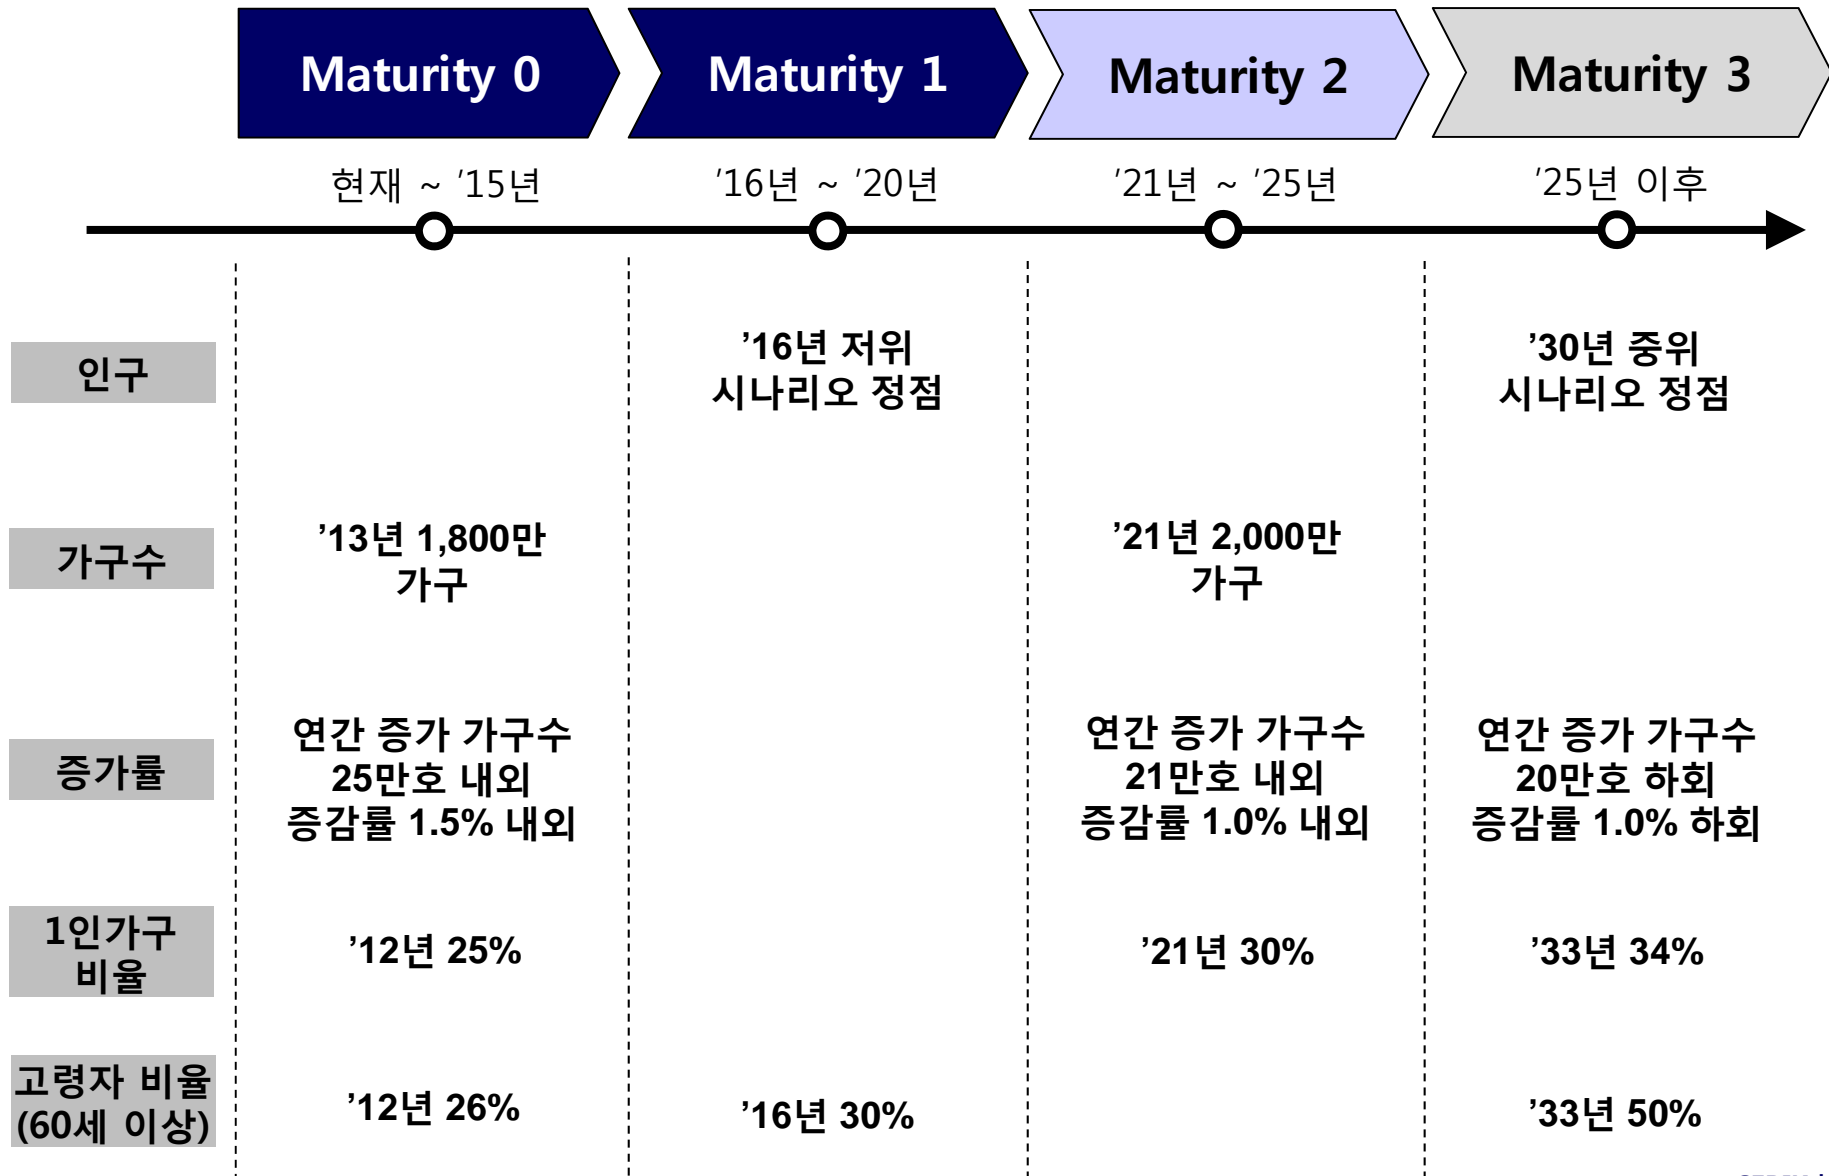 Maturity 0
Maturity 1
Maturity 2
Maturity 3
현재 ~ ’15년
’16년 ~ ’20년
’21년 ~ ’25년
’25년 이후
인구
’16년 저위
시나리오 정점
’30년 중위
시나리오 정점
가구수
’13년 1,800만
가구
’21년 2,000만
가구
증가률
연간 증가 가구수
25만호 내외
증감률 1.5% 내외
연간 증가 가구수
21만호 내외
증감률 1.0% 내외
연간 증가 가구수
20만호 하회
증감률 1.0% 하회
1인가구
비율
’12년 25%
’21년 30%
’33년 34%
고령자 비율
(60세 이상)
’12년 26%
’16년 30%
’33년 50%